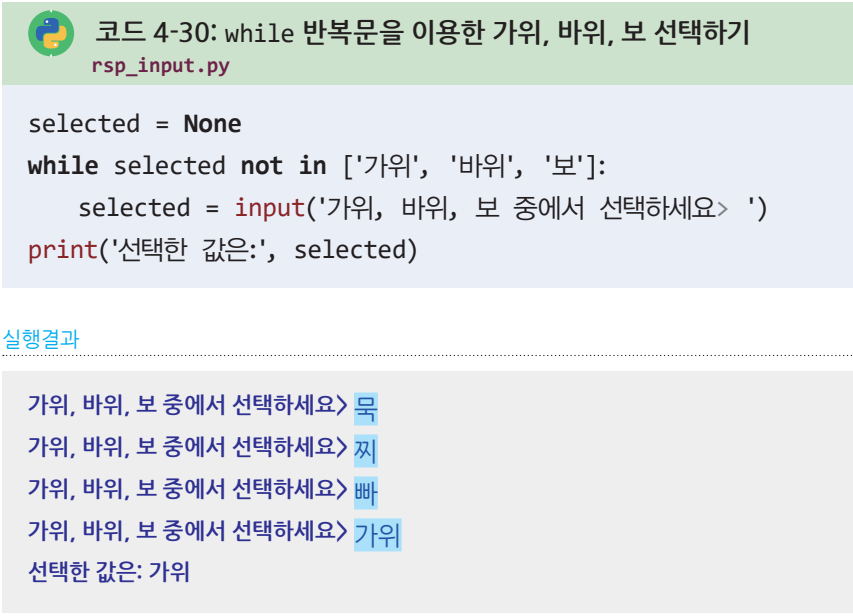 코드 4-30: while 반복문을 이용한 가위, 바위, 보 선택하기
rsp_input.py
selected = None
while selected not in ['가위', '바위', '보']:
    selected = input('가위, 바위, 보 중에서 선택하세요> ')
print('선택한 값은:', selected)
실행결과
가위, 바위, 보 중에서 선택하세요> 묵
가위, 바위, 보 중에서 선택하세요> 찌
가위, 바위, 보 중에서 선택하세요> 빠
가위, 바위, 보 중에서 선택하세요> 가위
선택한 값은: 가위